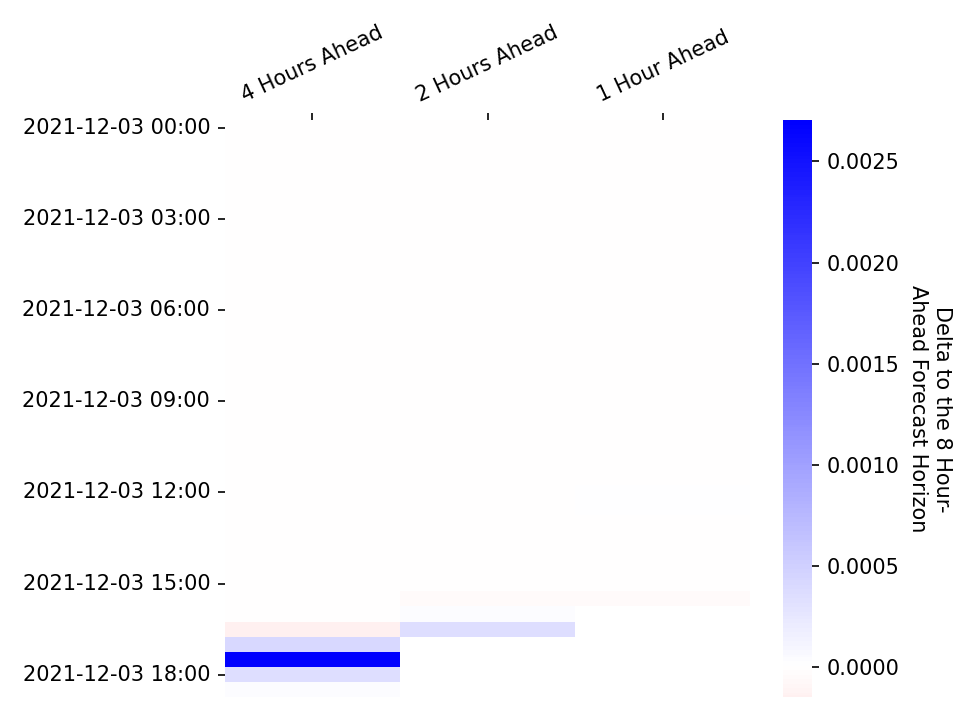 4 Hours Ahead
2 Hours Ahead
1 Hour Ahead
2021-12-03 00:00
2021-12-03 03:00
2021-12-03 06:00
2021-12-03 09:00
2021-12-03 12:00
2021-12-03 15:00
2021-12-03 18:00
0.0025
0.0020
0.0015
0.0010
0.0005
0.0000
Delta to the 8 Hour-
Ahead Forecast Horizon